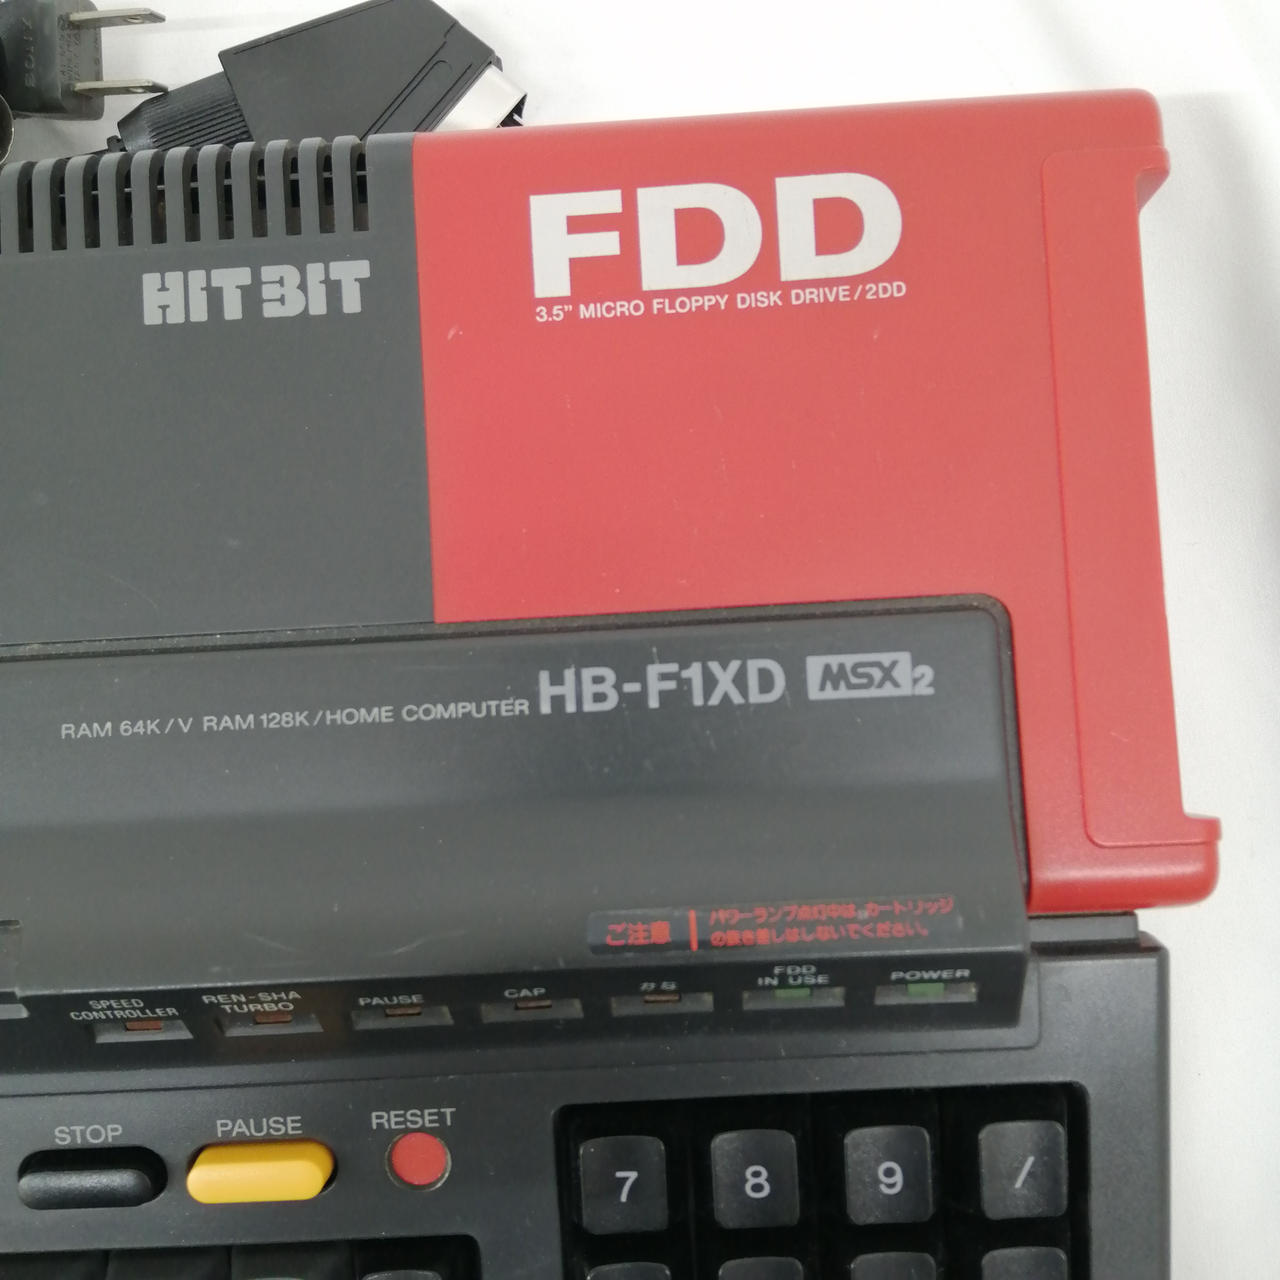 SONY
HIT BIT
FDD
3.5" MICRO FLOPPY DISK DRIVE/2DD
RAM 64K/V RAM 128K/HOME COMPUTER HB-F1XD MSX2
ご注意 パワーランプ点灯中は、カートリッジ
の抜き差しはしないでください。
SPEED CONTROLLER
REN-SHA TURBO
PAUSE
CAP
かな
FDD IN USE
POWER
STOP
PAUSE
RESET
7 8 9 /